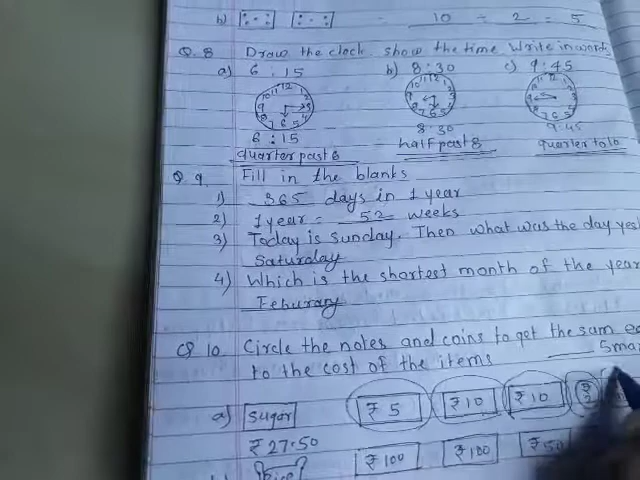 b) 10 ÷ 2 = 5
Q. 8 Draw the clock show the time Write in words
a) 6 : 15 b) 8 : 30 c) 9 : 45
6 : 15 8 : 30 9 : 45
quarter past 6 half past 8 quarter to 10
Q 9 Fill in the blanks
1) 365 days in 1 year
2) 1 year = 52 weeks
3) Today is sunday. Then what was the day
Saturday
4) Which is the shortest month of the year
Q 10 Circle the notes and coins to get the sum
to the cost of the items 5
a) sugar ₹ 5 ₹ 10 ₹ 10
₹ 27.50 ₹ 100 ₹ 100 ₹ 50